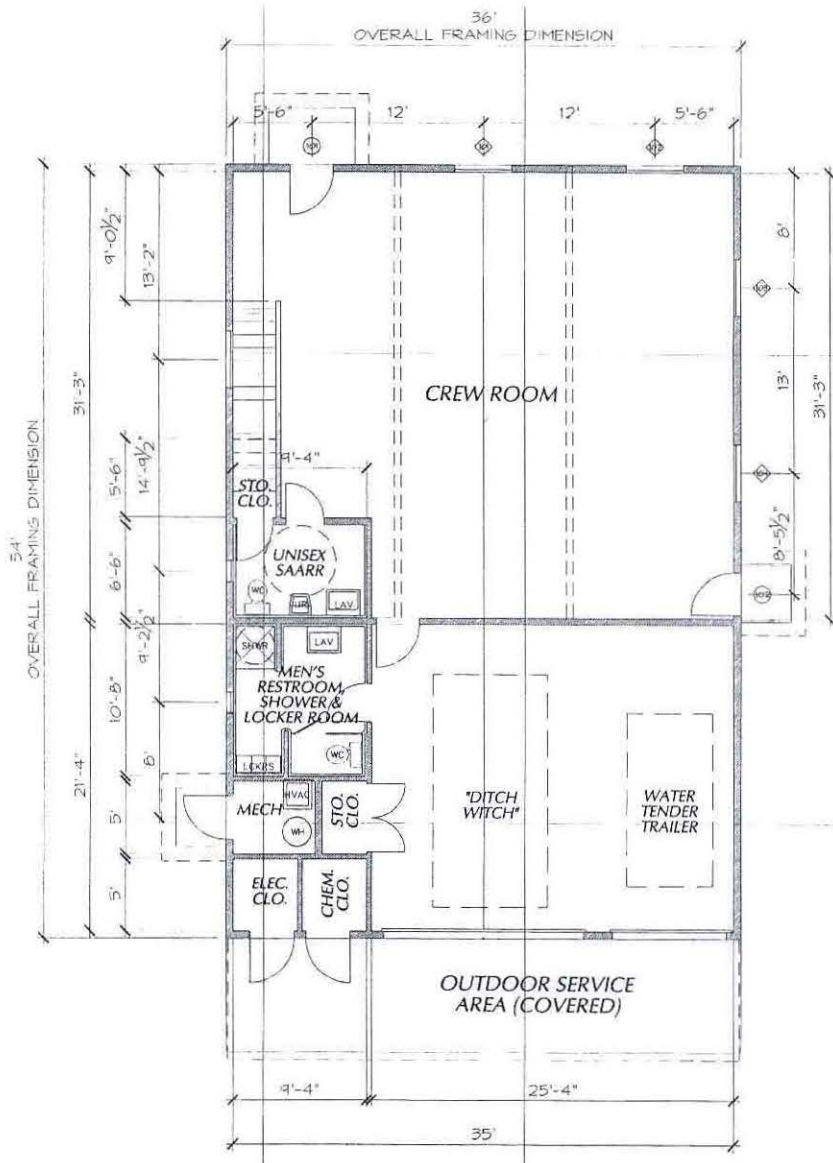 36'
OVERALL FRAMING DIMENSION
5'-6"
12'
12'
5'-6"
9'-0½"
13'-2"
8'
31'-3"
CREW ROOM
13'
31'-3"
54'
OVERALL FRAMING DIMENSION
14'-9½"
5'-6"
9'-4"
STO.
CLO.
8'-5½"
6'-6"
UNISEX
SAARR
WC
UR
LAV
102
9'-2½"
SHWR
LAV
MEN'S
RESTROOM,
SHOWER &
LOCKER ROOM
10'-8"
8'
21'-4"
LCKRS
WC
"DITCH
WITCH"
WATER
TENDER
TRAILER
5'
MECH
HVAC
WH
STO.
CLO.
5'
ELEC.
CLO.
CHEM.
CLO.
OUTDOOR SERVICE
AREA (COVERED)
9'-4"
25'-4"
35'